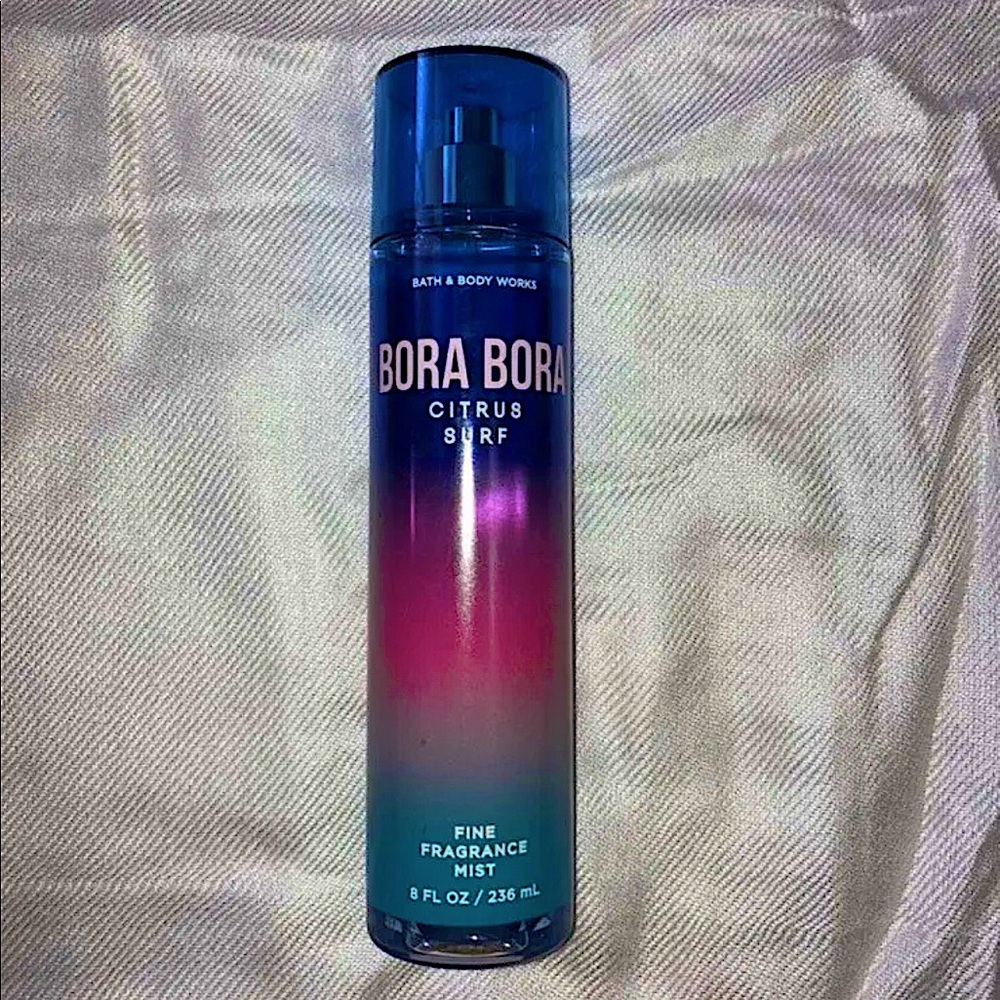 BATH & BODY WORKS
BORA BORA
CITRUS
SURF
FINE
FRAGRANCE
MIST
8 FL OZ / 236 mL